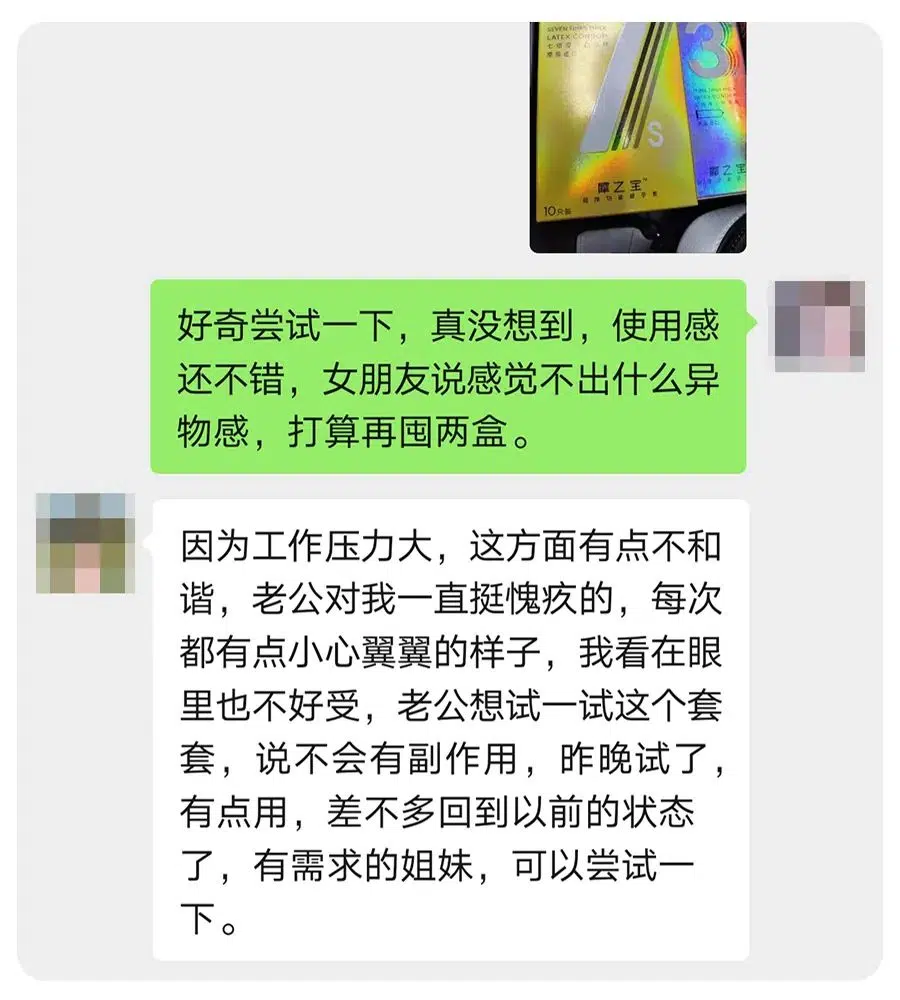 LATEX CONDOM
3
S
摩之宝™
10只装
好奇尝试一下，真没想到，使用感
还不错，女朋友说感觉不出什么异
物感，打算再囤两盒。
因为工作压力大，这方面有点不和
谐，老公对我一直挺愧疚的，每次
都有点小心翼翼的样子，我看在眼
里也不好受，老公想试一试这个套
套，说不会有副作用，昨晚试了，
有点用，差不多回到以前的状态
了，有需求的姐妹，可以尝试一
下。